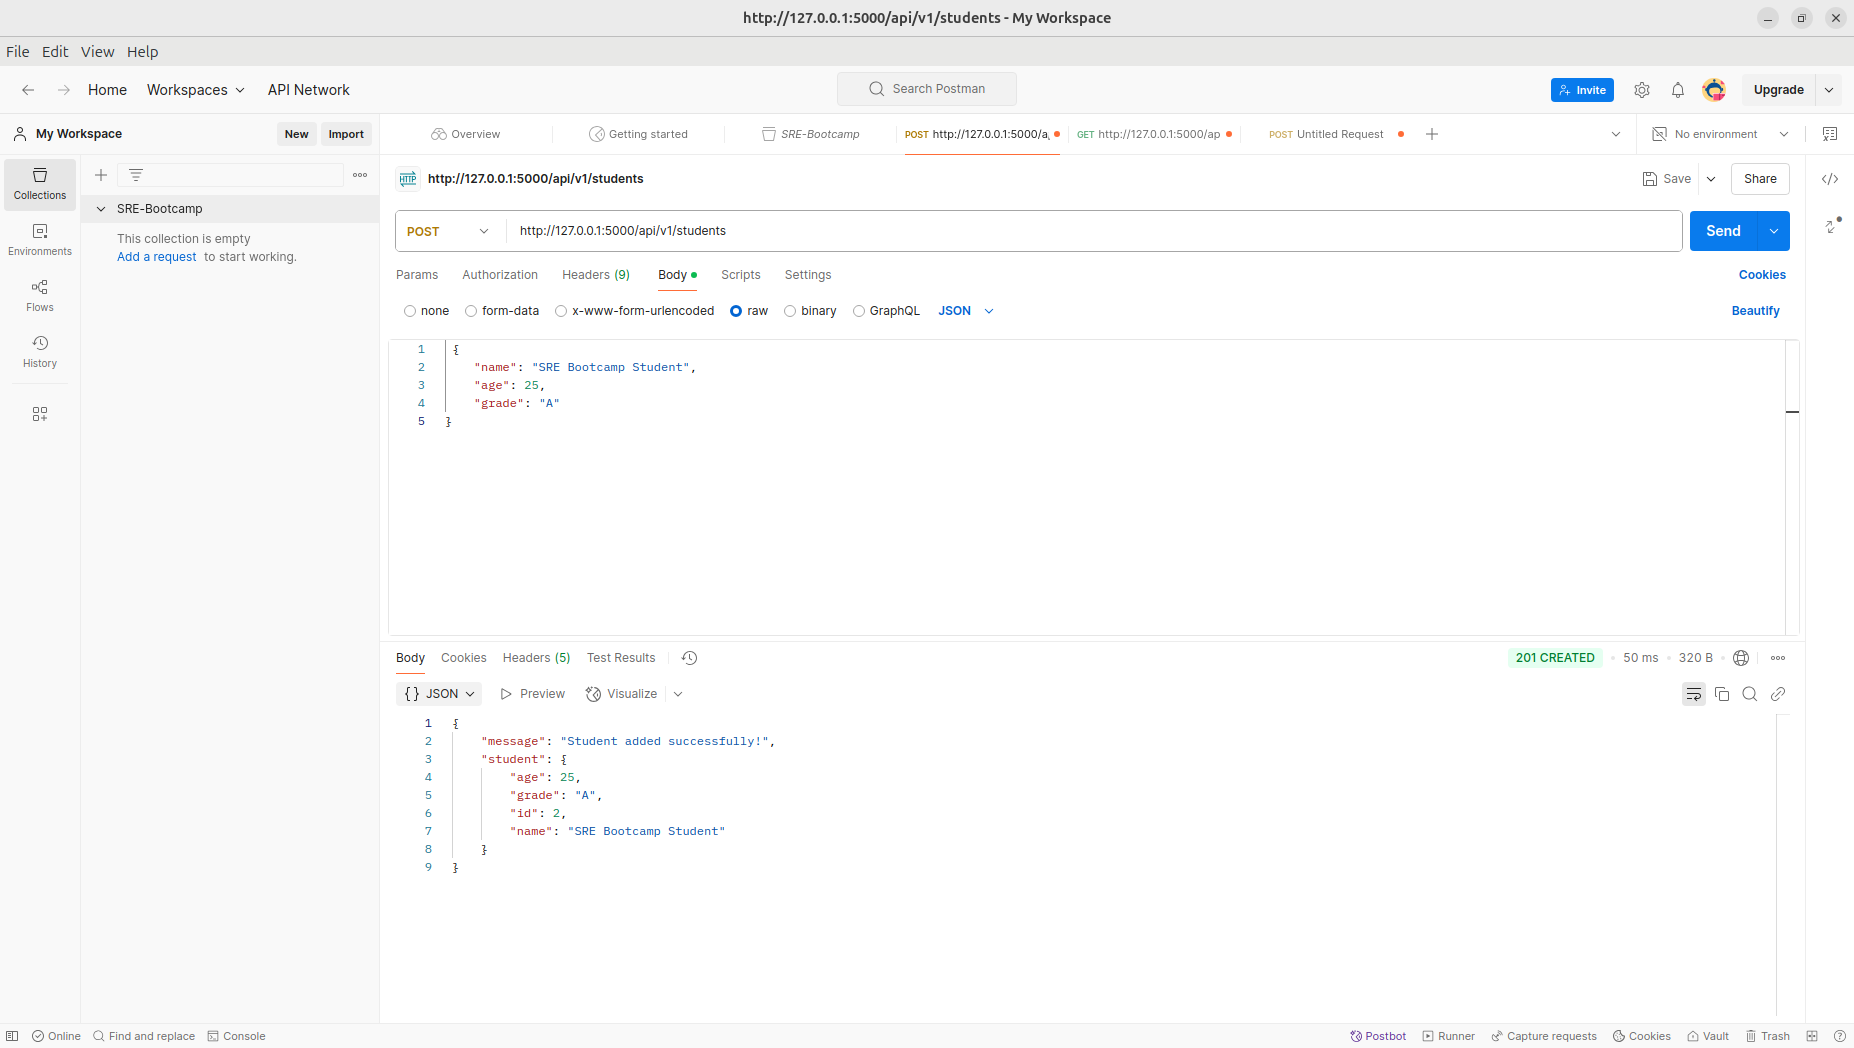 http://127.0.0.1:5000/api/v1/students - My Workspace
File Edit View Help
Home Workspaces API Network Search Postman Invite Upgrade
My Workspace New Import Overview Getting started SRE-Bootcamp POST http://127.0.0.1:5000/a, GET http://127.0.0.1:5000/ap POST Untitled Request No environment
Collections
Environments
Flows
History
SRE-Bootcamp
This collection is empty
Add a request to start working.
HTTP http://127.0.0.1:5000/api/v1/students Save Share
POST http://127.0.0.1:5000/api/v1/students Send
Params Authorization Headers (9) Body Scripts Settings Cookies
none form-data x-www-form-urlencoded raw binary GraphQL JSON Beautify
1 {
2 "name": "SRE Bootcamp Student",
3 "age": 25,
4 "grade": "A"
5 }
Body Cookies Headers (5) Test Results 201 CREATED 50 ms 320 B
{} JSON Preview Visualize
1 {
2 "message": "Student added successfully!",
3 "student": {
4 "age": 25,
5 "grade": "A",
6 "id": 2,
7 "name": "SRE Bootcamp Student"
8 }
9 }
Online Find and replace Console Postbot Runner Capture requests Cookies Vault Trash